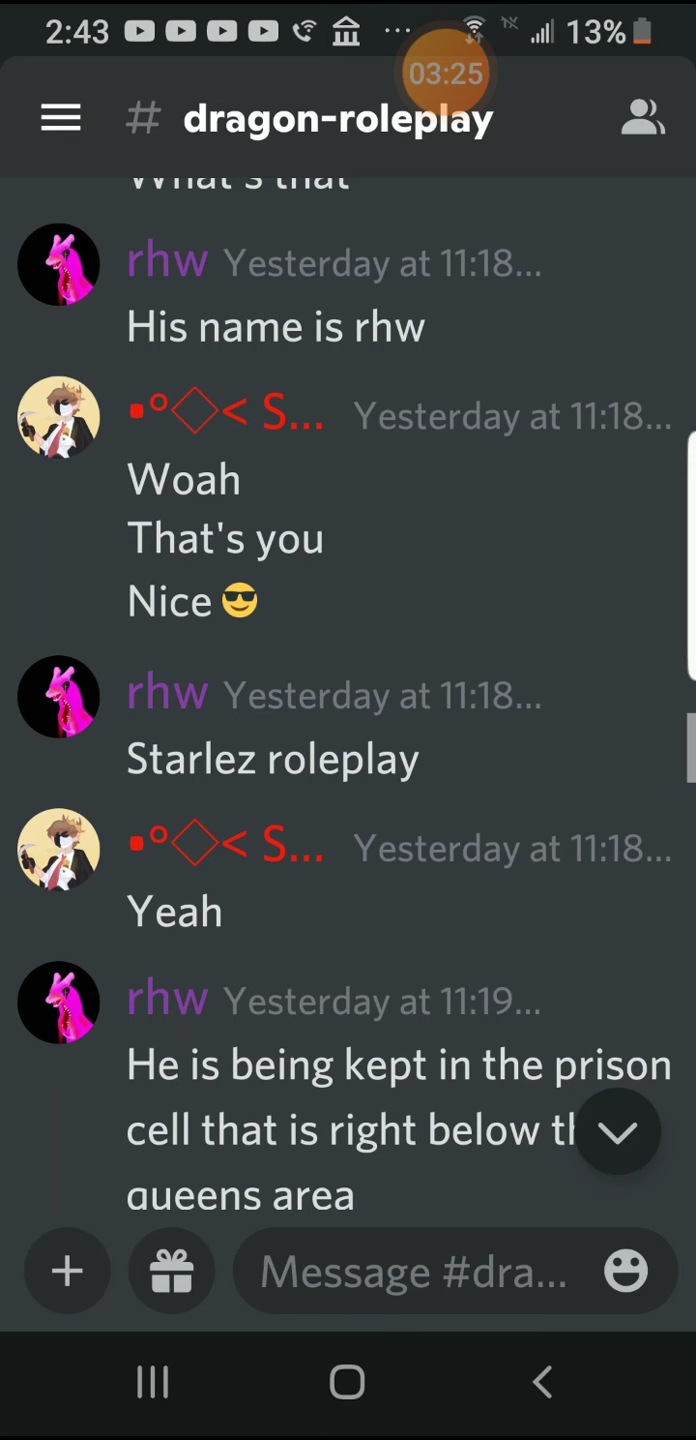 2:43 ... 13%
03:25
# dragon-roleplay
What's that
rhw Yesterday at 11:18...
His name is rhw
▪°◇< S... Yesterday at 11:18...
Woah
That's you
Nice 😎
rhw Yesterday at 11:18...
Starlez roleplay
▪°◇< S... Yesterday at 11:18...
Yeah
rhw Yesterday at 11:19...
He is being kept in the prison
cell that is right below
queens area
Message #dra...